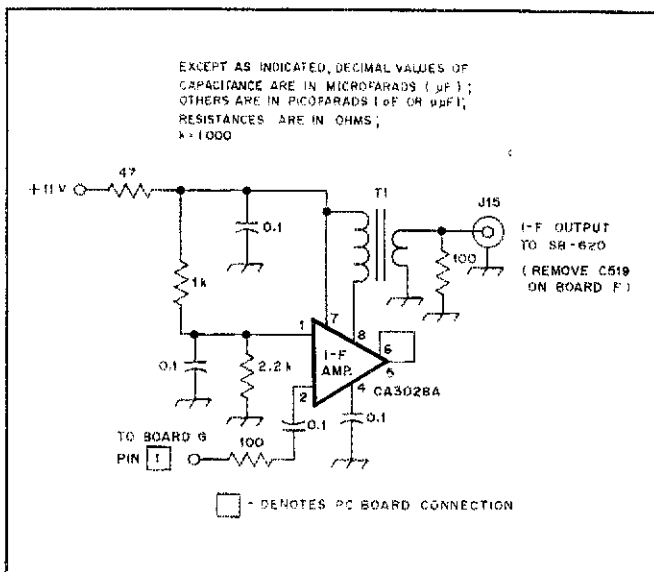 EXCEPT AS INDICATED, DECIMAL VALUES OF
CAPACITANCE ARE IN MICROFARADS (µF);
OTHERS ARE IN PICOFARADS (pF OR µµF);
RESISTANCES ARE IN OHMS;
k=1000
+11V
47
0.1
T1
J15
I-F OUTPUT
TO SB-620
(REMOVE C519
ON BOARD F)
100
1k
1
7
8
I-F
AMP.
6
5
0.1
2.2k
2
4
CA3028A
0.1
0.1
TO BOARD G
PIN 1
100
- DENOTES PC BOARD CONNECTION